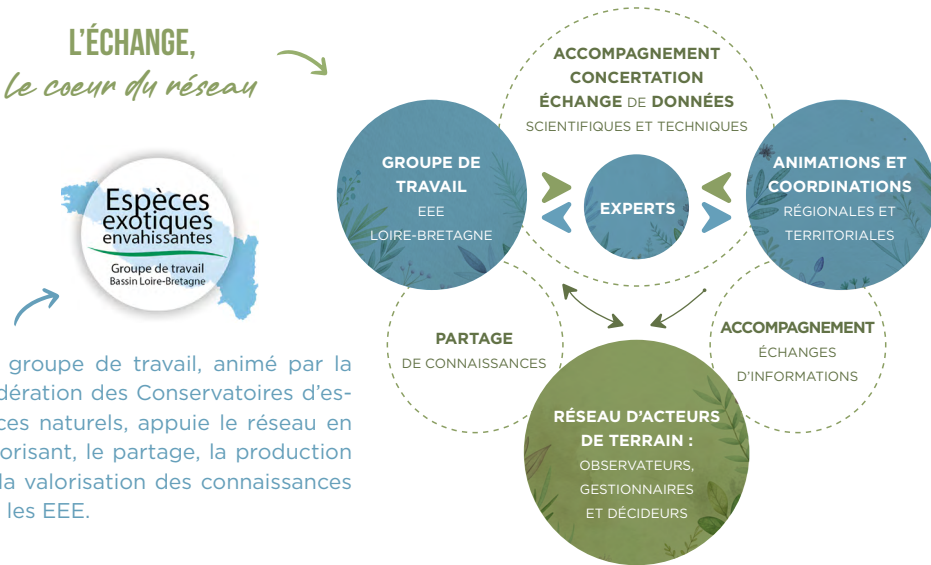 L'ÉCHANGE,
le coeur du réseau
Espèces
exotiques
envahissantes
Groupe de travail
Bassin Loire-Bretagne
groupe de travail, animé par la
dération des Conservatoires d'es-
ces naturels, appuie le réseau en
orisant, le partage, la production
la valorisation des connaissances
les EEE.
ACCOMPAGNEMENT
CONCERTATION
ÉCHANGE DE DONNÉES
SCIENTIFIQUES ET TECHNIQUES
GROUPE DE
TRAVAIL
EEE
LOIRE-BRETAGNE
EXPERTS
ANIMATIONS ET
COORDINATIONS
RÉGIONALES ET
TERRITORIALES
PARTAGE
DE CONNAISSANCES
ACCOMPAGNEMENT
ÉCHANGES
D'INFORMATIONS
RÉSEAU D'ACTEURS
DE TERRAIN :
OBSERVATEURS,
GESTIONNAIRES
ET DÉCIDEURS